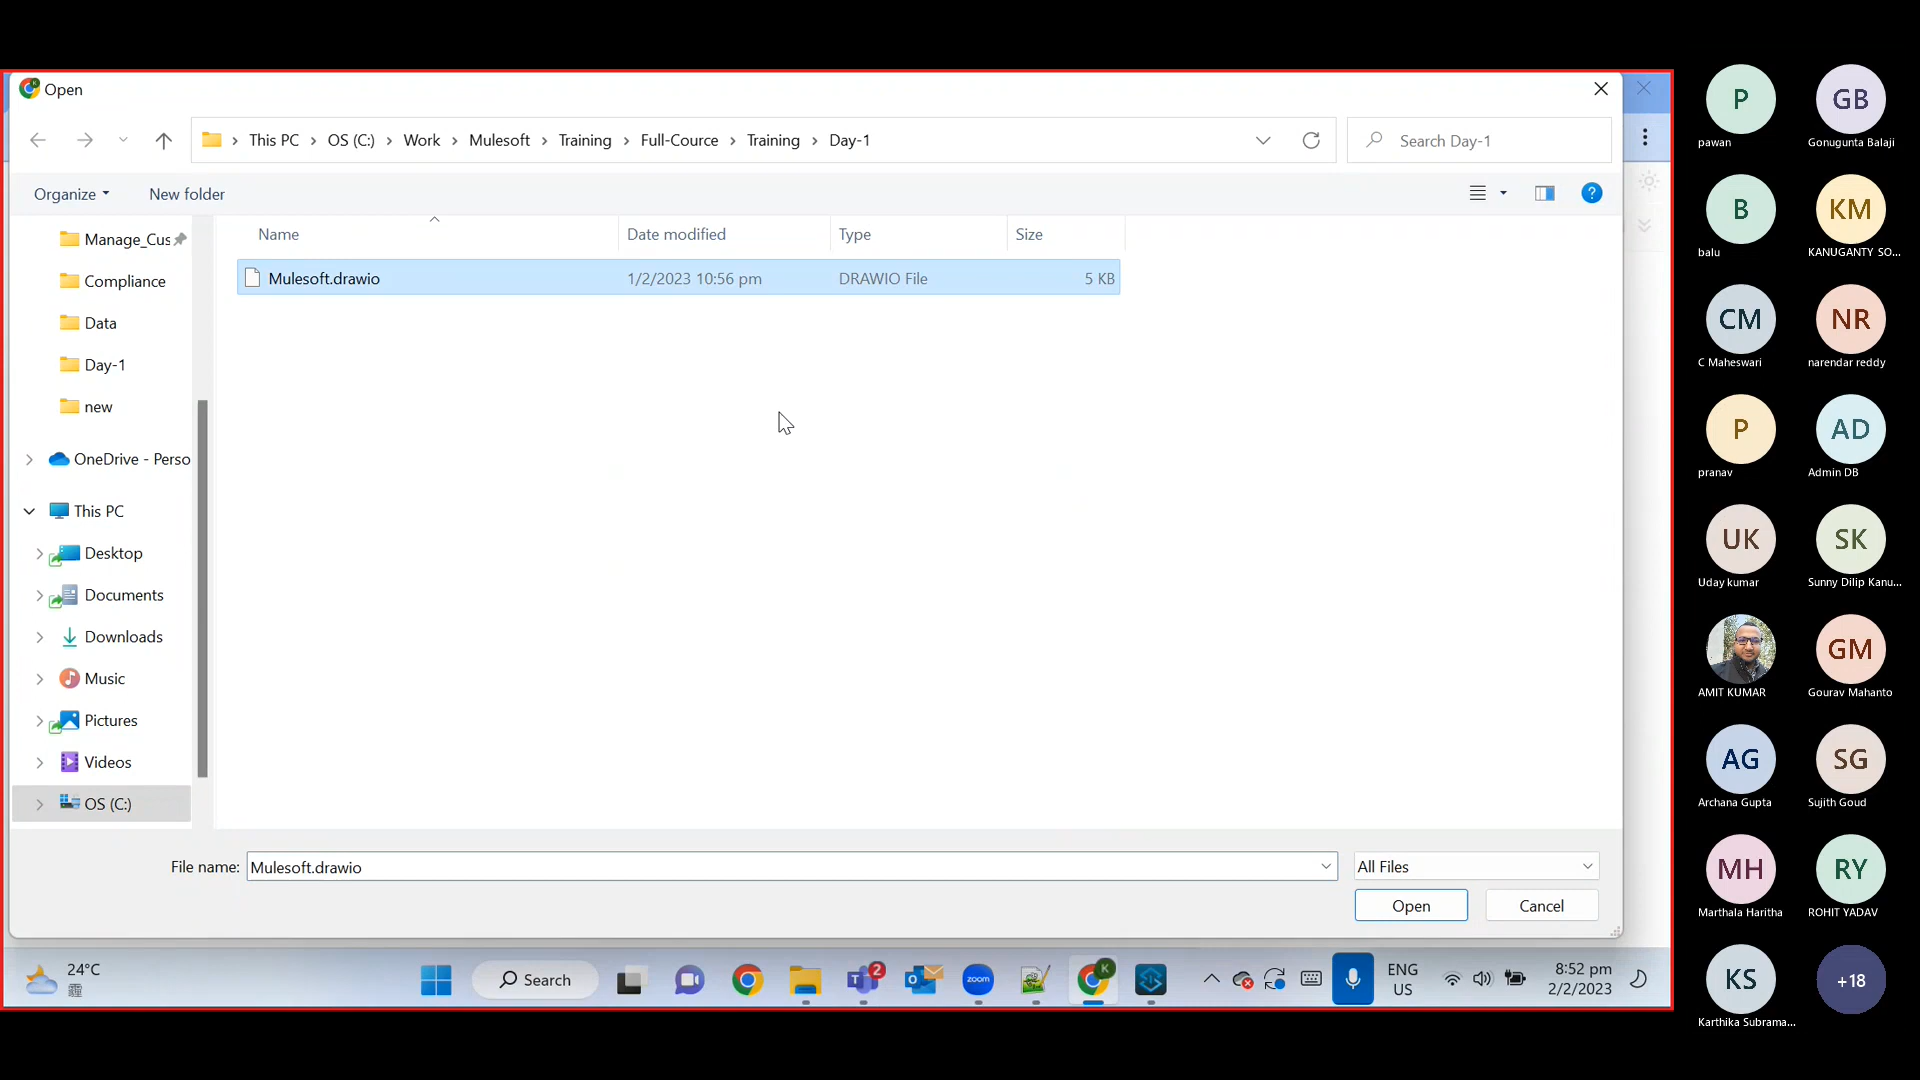 Open
This PC > OS (C:) > Work > Mulesoft > Training > Full-Cource > Training > Day-1
Search Day-1
Organize
New folder
Name
Date modified
Type
Size
Mulesoft.drawio
1/2/2023 10:56 pm
DRAWIO File
5 KB
Manage_Cus
Compliance
Data
Day-1
new
OneDrive - Perso
This PC
Desktop
Documents
Downloads
Music
Pictures
Videos
OS (C:)
File name:
Mulesoft.drawio
All Files
Open
Cancel
24°C
霾
Search
2
zoom
K
ENG
US
8:52 pm
2/2/2023
P
pawan
GB
Gonugunta Balaji
B
balu
KM
KANUGANTY SO...
CM
C Maheswari
NR
narendar reddy
P
pranav
AD
Admin DB
UK
Uday kumar
SK
Sunny Dilip Kanu...
AMIT KUMAR
GM
Gourav Mahanto
AG
Archana Gupta
SG
Sujith Goud
MH
Marthala Haritha
RY
ROHIT YADAV
KS
Karthika Subrama...
+18